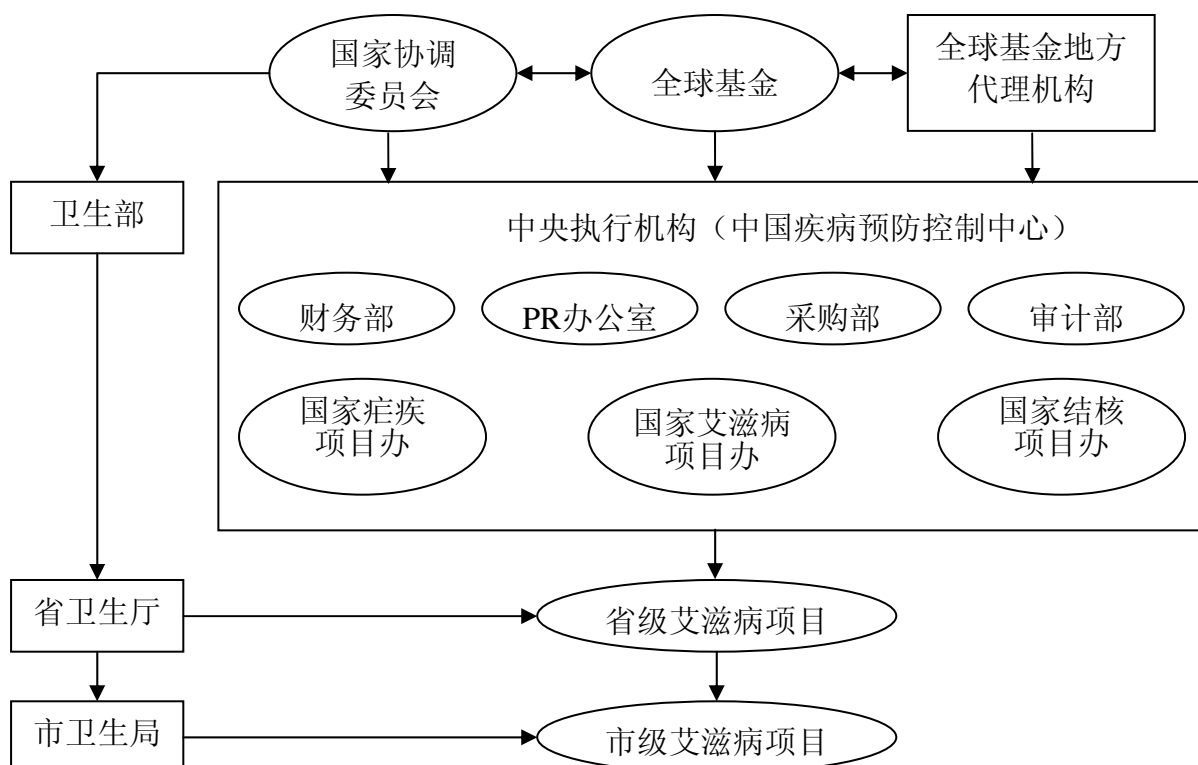 国家协调
委员会
全球基金
全球基金地方
代理机构
卫生部
中央执行机构（中国疾病预防控制中心）
财务部
PR办公室
采购部
审计部
国家疟疾
项目办
国家艾滋病
项目办
国家结核
项目办
省卫生厅
省级艾滋病项目
市卫生局
市级艾滋病项目